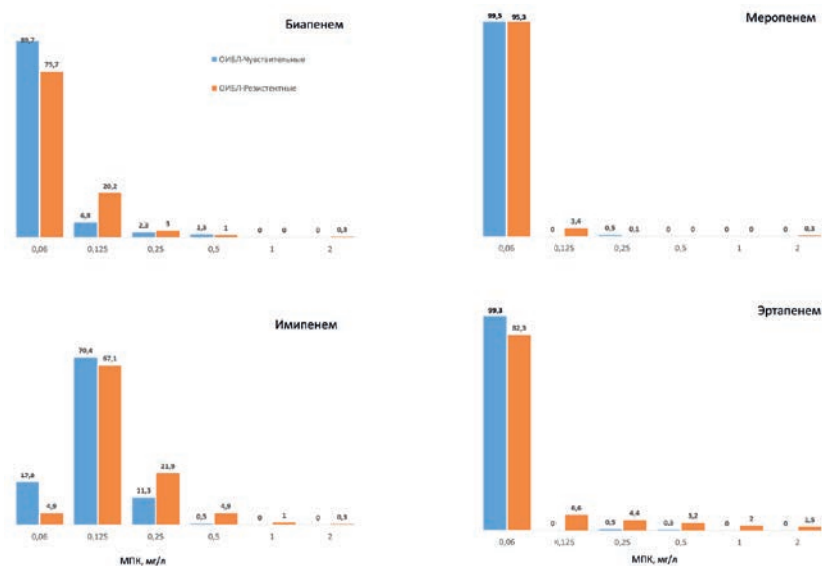 Биапенем
89,7
75,7
ОИБЛ-Чувствительные
ОИБЛ-Резистентные
6,8 20,2 2,3 3 1,3 1 0 0 0 0,3
0,06 0,125 0,25 0,5 1 2
Меропенем
99,5 95,3
0 3,4 0,5 0,1 0 0 0 0 0 0,3
0,06 0,125 0,25 0,5 1 2
Имипенем
17,8 4,9 70,4 67,1 11,3 21,9 0,5 4,9 0 1 0 0,3
0,06 0,125 0,25 0,5 1 2
МПК, мг/л
Эртапенем
99,3 82,3
0 6,6 0,5 4,4 0,3 3,2 0 2 0 1,5
0,06 0,125 0,25 0,5 1 2
МПК, мг/л